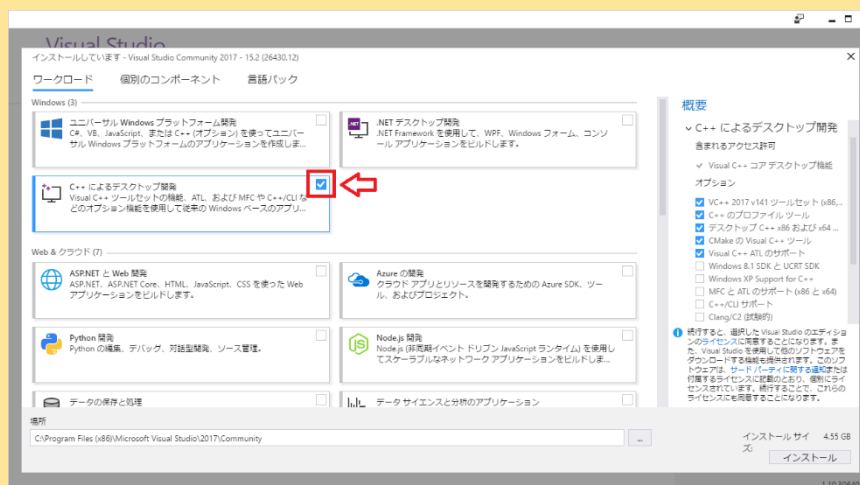 Visual Studio
インストールしています - Visual Studio Community 2017 - 15.2 (26430.12)
ワークロード 個別のコンポーネント 言語パック
Windows (3)
ユニバーサル Windows プラットフォーム開発
C#、VB、JavaScript、または C++ (オプション) を使ってユニバー
サル Windows プラットフォームのアプリケーションを作成しま...
.NET
.NET デスクトップ開発
.NET Framework を使用して、WPF、Windows フォーム、コンソ
ール アプリケーションをビルドします。
C++ によるデスクトップ開発
Visual C++ ツールセットの機能、ATL、および MFC や C++/CLI な
どのオプション機能を使用して従来の Windows ベースのアプリ...
Web & クラウド (7)
ASP.NET と Web 開発
ASP.NET、ASP.NET Core、HTML、JavaScript、CSS を使った Web
アプリケーションをビルドします。
Azure の開発
クラウド アプリとリソースを開発するための Azure SDK、ツー
ル、およびプロジェクト。
Python 開発
Python の編集、デバッグ、対話型開発、ソース管理。
JS
Node.js 開発
Node.js (非同期イベント ドリブン JavaScript ランタイム) を使用し
てスケーラブルなネットワーク アプリケーションをビルドしま...
データの保存と処理
データ サイエンスと分析のアプリケーション
概要
C++ によるデスクトップ開発
含まれるアクセス許可
Visual C++ コア デスクトップ機能
オプション
VC++ 2017 v141 ツールセット (x86,...
C++ のプロファイル ツール
デスクトップ C++ x86 および x64 ...
CMake の Visual C++ ツール
Visual C++ ATL のサポート
Windows 8.1 SDK と UCRT SDK
Windows XP Support for C++
MFC と ATL のサポート (x86 と x64)
C++/CLI サポート
Clang/C2 (試験的)
続行すると、選択した Visual Studio のエディショ
ンのライセンスに同意することになります。ま
た、Visual Studio を使用して他のソフトウェアを
ダウンロードする機能も提供されます。このソフ
トウェアは、サード パーティに関する通知または
付属するライセンスに記載のとおり、個別にライ
センスされています。続行することで、これらの
ライセンスにも同意することになります。
場所
C:\Program Files (x86)\Microsoft Visual Studio\2017\Community
...
インストール サイズ: 4.55 GB
インストール
1.10.30640